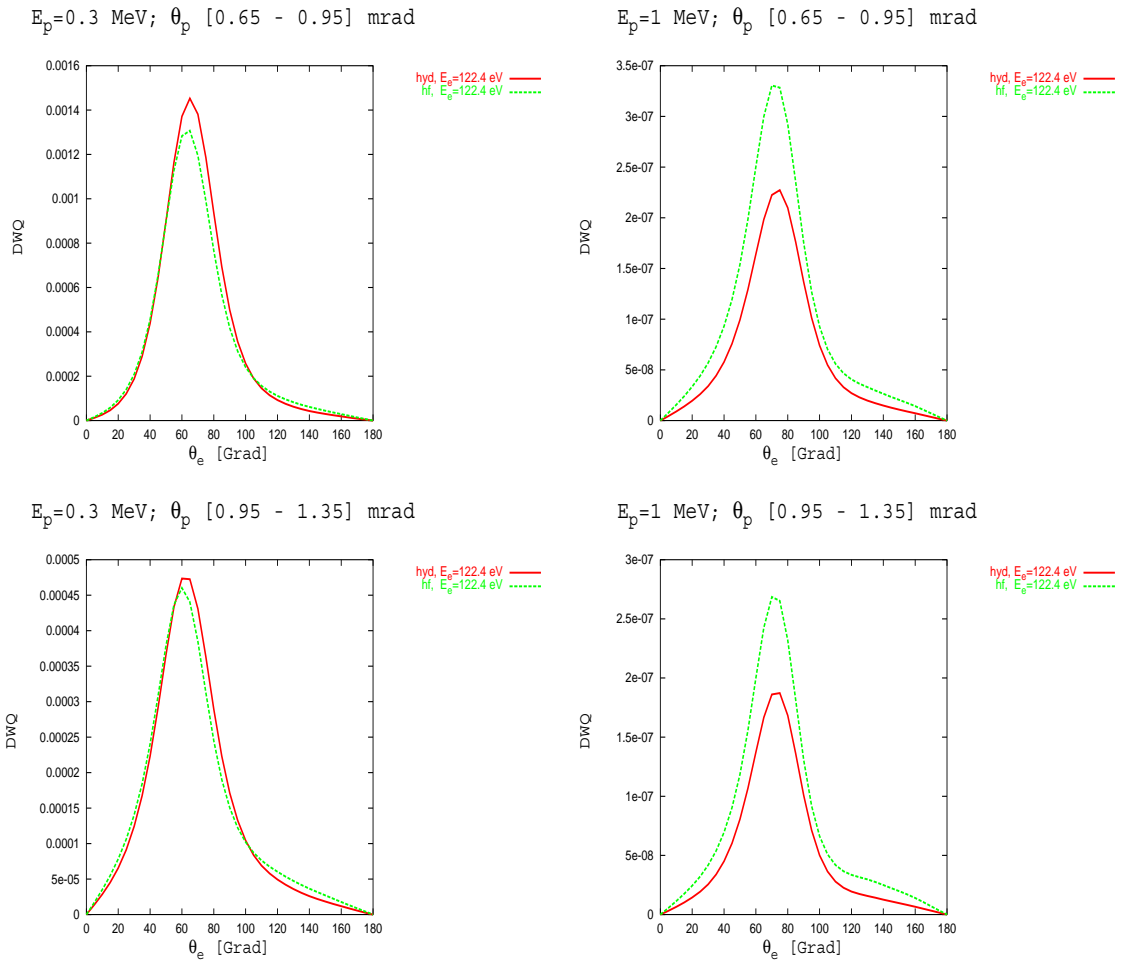 E_p=0.3 MeV; θ_p [0.65 - 0.95] mrad
hyd, E_e=122.4 eV
hf, E_e=122.4 eV
0.0016
0.0014
0.0012
0.001
0.0008
0.0006
0.0004
0.0002
0
DWQ
0 20 40 60 80 100 120 140 160 180
θ_e [Grad]
E_p=1 MeV; θ_p [0.65 - 0.95] mrad
hyd, E_e=122.4 eV
hf, E_e=122.4 eV
3.5e-07
3e-07
2.5e-07
2e-07
1.5e-07
1e-07
5e-08
0
DWQ
0 20 40 60 80 100 120 140 160 180
θ_e [Grad]
E_p=0.3 MeV; θ_p [0.95 - 1.35] mrad
hyd, E_e=122.4 eV
hf, E_e=122.4 eV
0.0005
0.00045
0.0004
0.00035
0.0003
0.00025
0.0002
0.00015
0.0001
5e-05
0
DWQ
0 20 40 60 80 100 120 140 160 180
θ_e [Grad]
E_p=1 MeV; θ_p [0.95 - 1.35] mrad
hyd, E_e=122.4 eV
hf, E_e=122.4 eV
3e-07
2.5e-07
2e-07
1.5e-07
1e-07
5e-08
0
DWQ
0 20 40 60 80 100 120 140 160 180
θ_e [Grad]